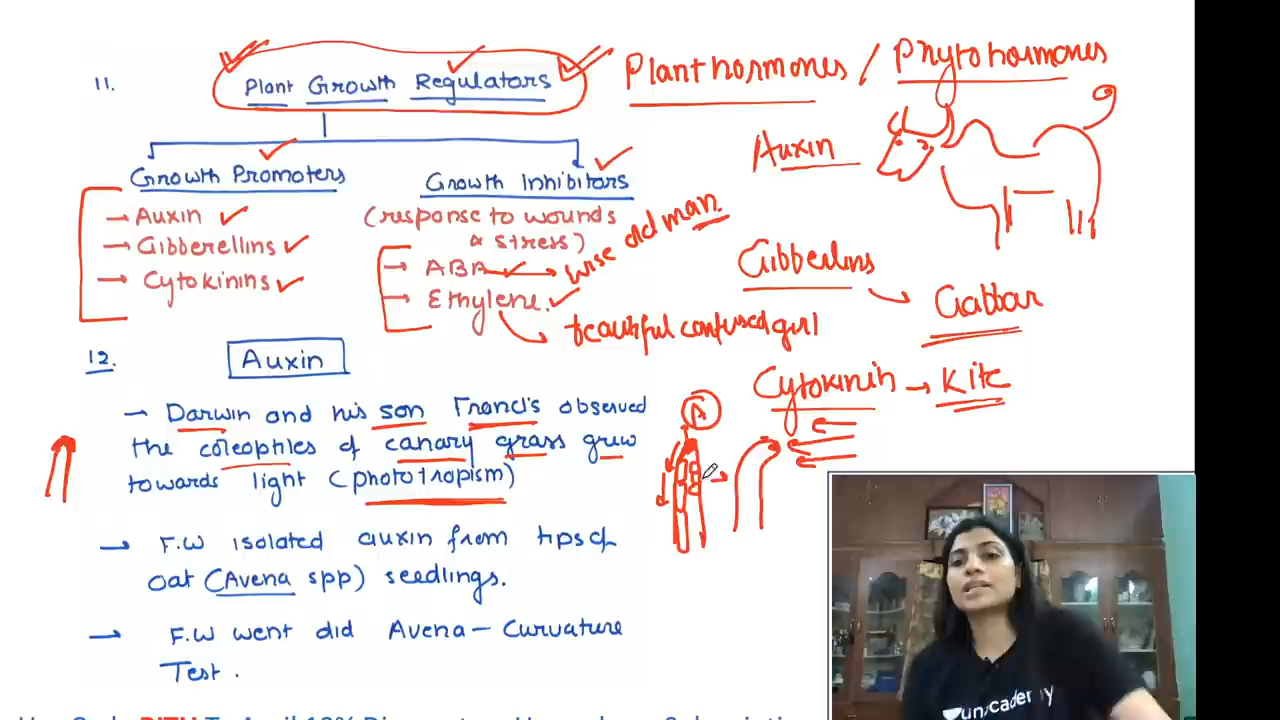 11.
Plant Growth Regulators
Plant hormones / Phytohormones
Auxin
Growth Promoters
→ Auxin
→ Gibberellins
→ Cytokinins
Growth Inhibitors
(response to wounds
& stress)
→ ABA → wise old man
→ Ethylene.
beautiful confused girl
Gibberlins
Gabbar
Cytokinin → Kite
A
12.
Auxin
→ Darwin and his son Francis observed
the coleoptiles of canary grass grew
towards light (phototropism)
→ F.W isolated auxin from tips of
oat (Avena spp) seedlings.
→ F.W went did Avena - Curvature
Test.
unacademy